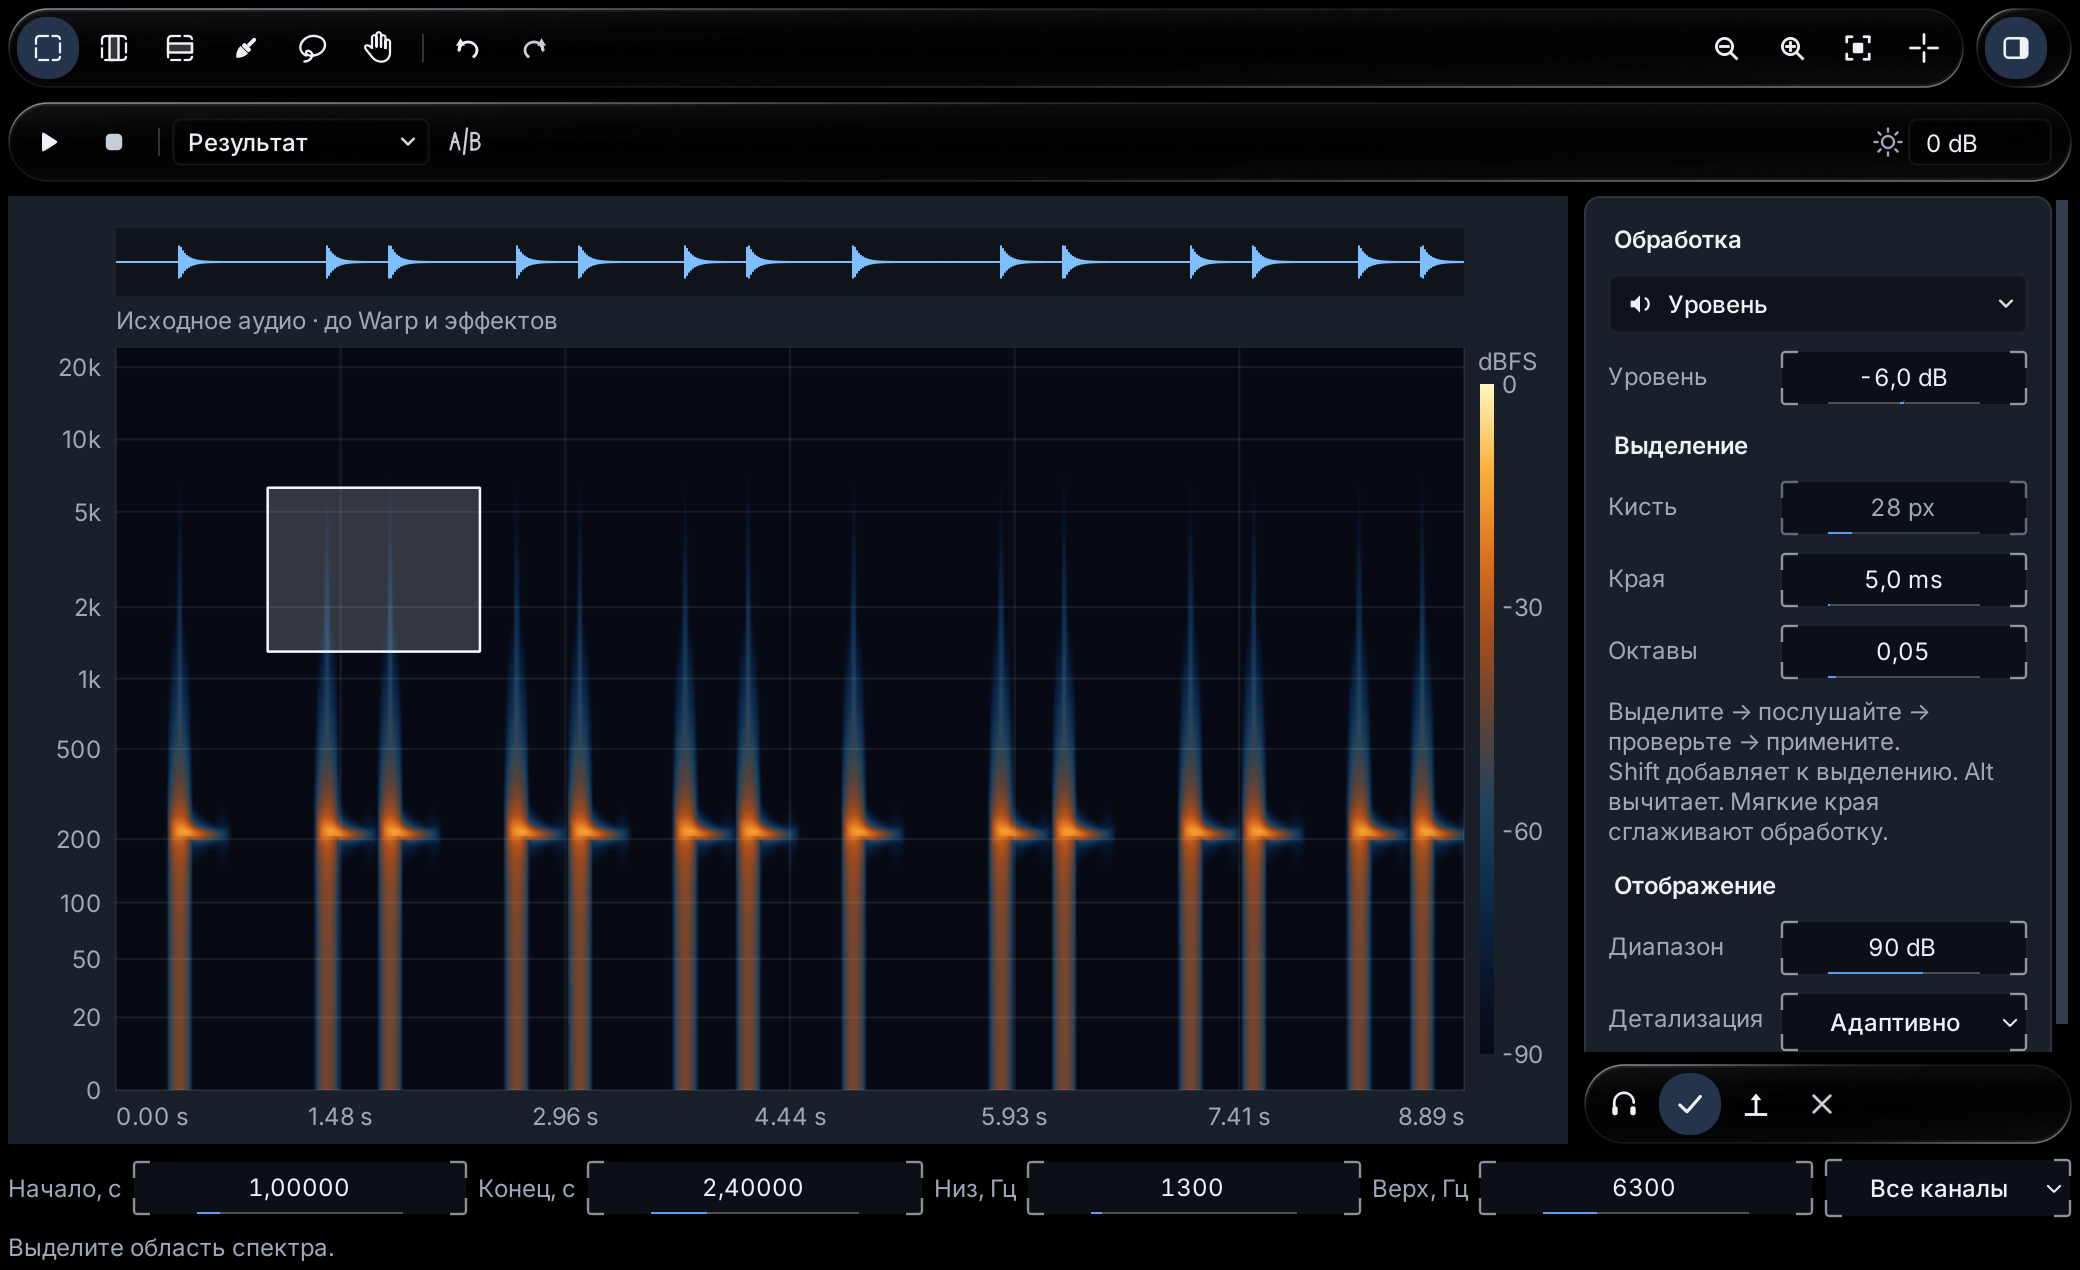 Результат
A/B
0 dB
Исходное аудио · до Warp и эффектов
20k
10k
5k
2k
1k
500
200
100
50
20
0
0.00 s
1.48 s
2.96 s
4.44 s
5.93 s
7.41 s
8.89 s
dBFS
0
-30
-60
-90
Обработка
Уровень
Уровень
-6,0 dB
Выделение
Кисть
28 px
Края
5,0 ms
Октавы
0,05
Выделите → послушайте →
проверьте → примените.
Shift добавляет к выделению. Alt
вычитает. Мягкие края
сглаживают обработку.
Отображение
Диапазон
90 dB
Детализация
Адаптивно
Начало, с
1,00000
Конец, с
2,40000
Низ, Гц
1300
Верх, Гц
6300
Все каналы
Выделите область спектра.